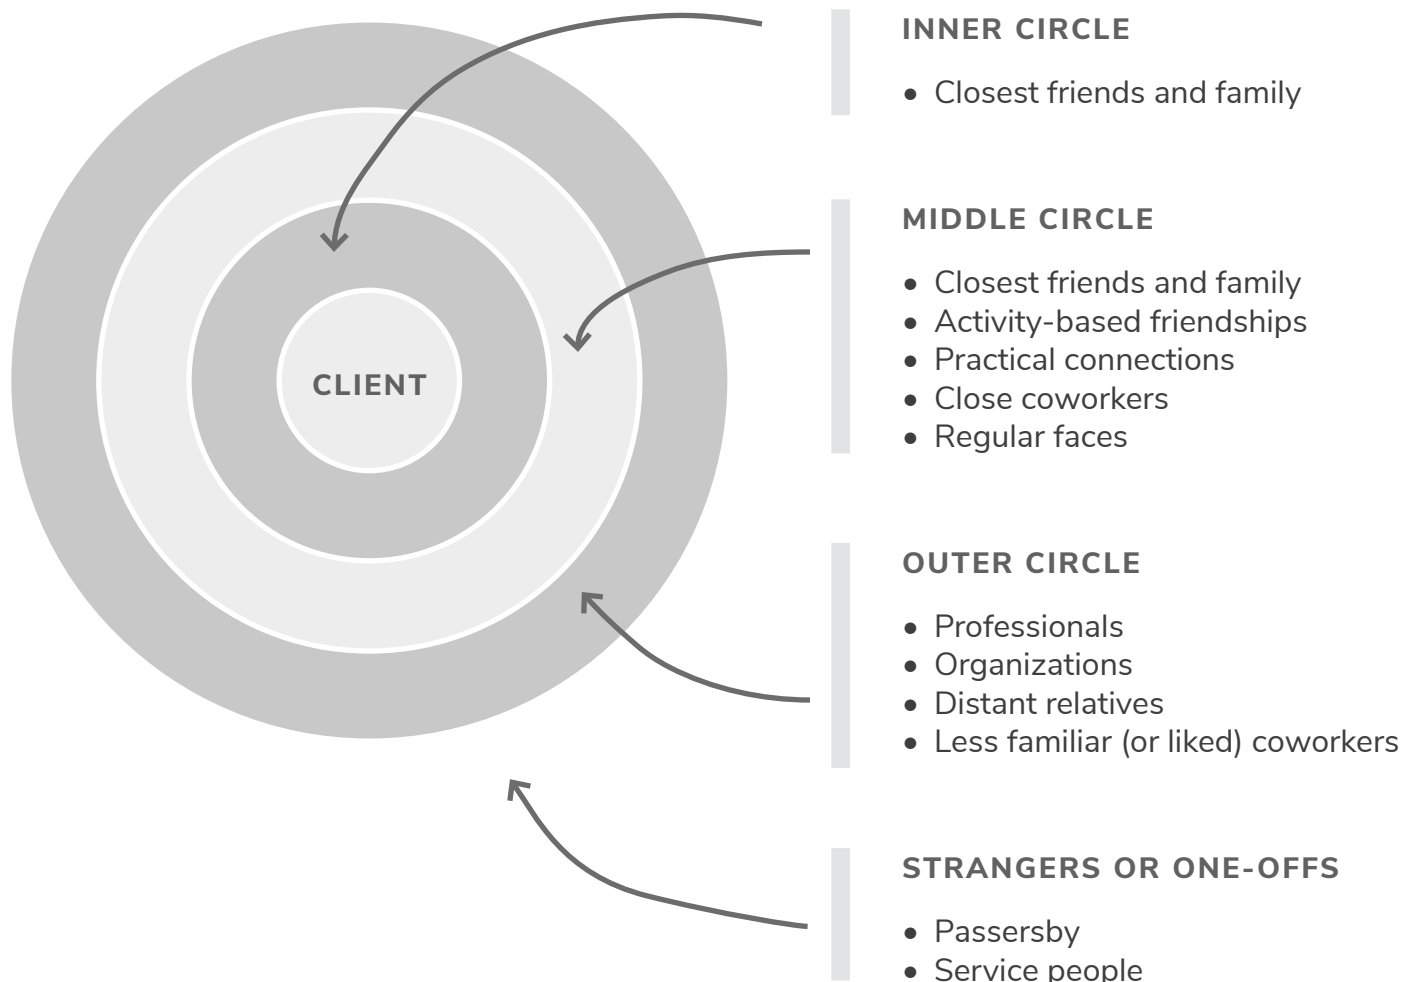 INNER CIRCLE
• Closest friends and family
MIDDLE CIRCLE
• Closest friends and family
• Activity-based friendships
• Practical connections
• Close coworkers
• Regular faces
CLIENT
OUTER CIRCLE
• Professionals
• Organizations
• Distant relatives
• Less familiar (or liked) coworkers
STRANGERS OR ONE-OFFS
• Passersby
• Service people